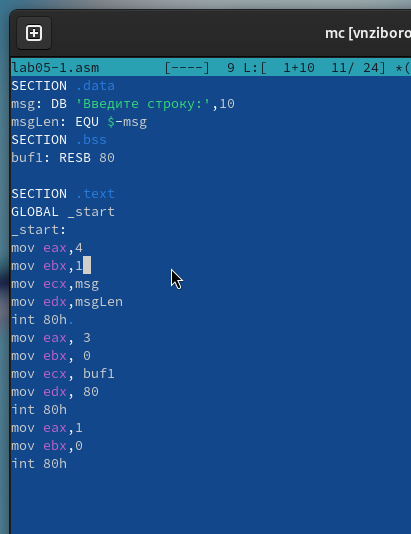 mc [vnziboro
lab05-1.asm [----] 9 L:[ 1+10 11/ 24] *(
SECTION .data
msg: DB 'Введите строку:',10
msgLen: EQU $-msg
SECTION .bss
buf1: RESB 80
SECTION .text
GLOBAL _start
_start:
mov eax,4
mov ebx,1
mov ecx,msg
mov edx,msgLen
int 80h.
mov eax, 3
mov ebx, 0
mov ecx, buf1
mov edx, 80
int 80h
mov eax,1
mov ebx,0
int 80h